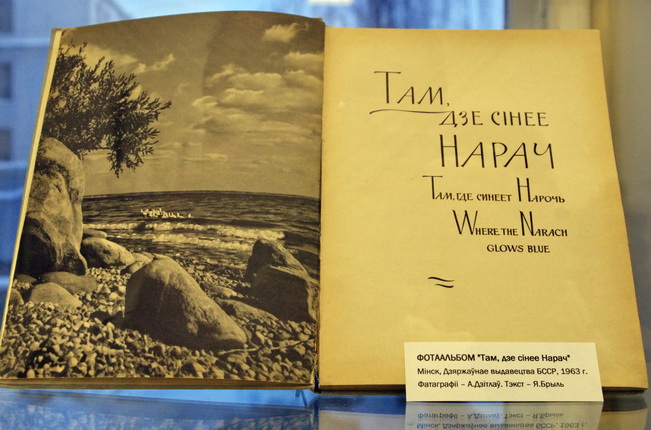 Там,
дзе сінее
Нарач
Там, где синеет Нарочь
Where the Narach
glows blue
ФОТААЛЬБОМ "Там, дзе сінее Нарач"
Мінск, Дзяржаўнае выдавецтва БССР, 1963 г.
Фатаграфіі – А.Дзітлаў. Тэкст – Я.Брыль